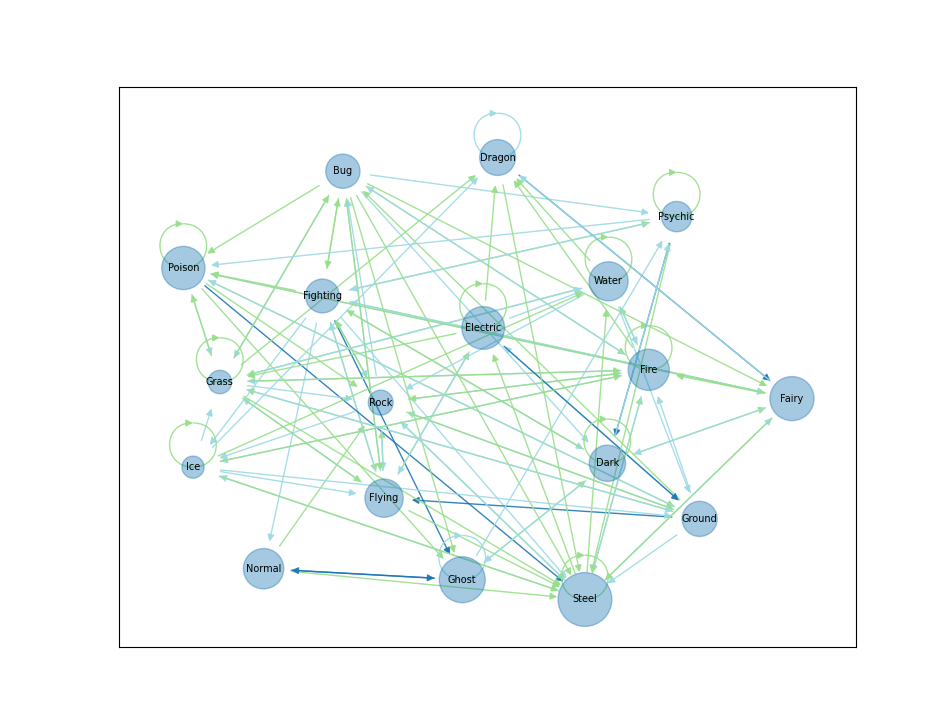 Dragon
Bug
Psychic
Poison
Water
Fighting
Electric
Fire
Grass
Fairy
Rock
Dark
Ice
Flying
Ground
Normal
Ghost
Steel